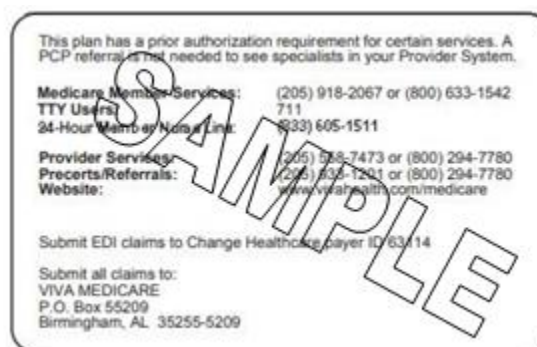 This plan has a prior authorization requirement for certain services. A
PCP referral is not needed to see specialists in your Provider System.
Medicare Member Services: (205) 918-2067 or (800) 633-1542
TTY Users: 711
24-Hour Member Nurse Line: (833) 605-1511
Provider Services: (205) 558-7473 or (800) 294-7780
Precerts/Referrals: (205) 933-1201 or (800) 294-7780
Website: www.vivahealth.com/medicare
Submit EDI claims to Change Healthcare payer ID 63114
Submit all claims to:
VIVA MEDICARE
P.O. Box 55209
Birmingham, AL 35255-5209
SAMPLE